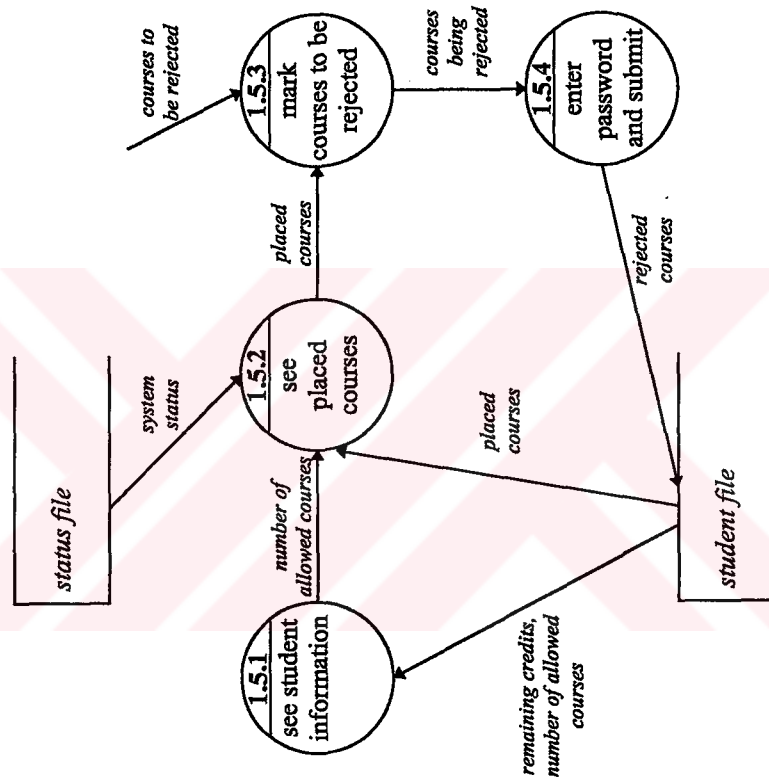 status file
system
status
courses to
be rejected
1.5.1
see student
information
number of
allowed courses
1.5.2
see
placed
courses
placed
courses
1.5.3
mark
courses to be
rejected
courses
being
rejected
1.5.4
enter
password
and submit
rejected
courses
placed
courses
remaining credits,
number of allowed
courses
student file